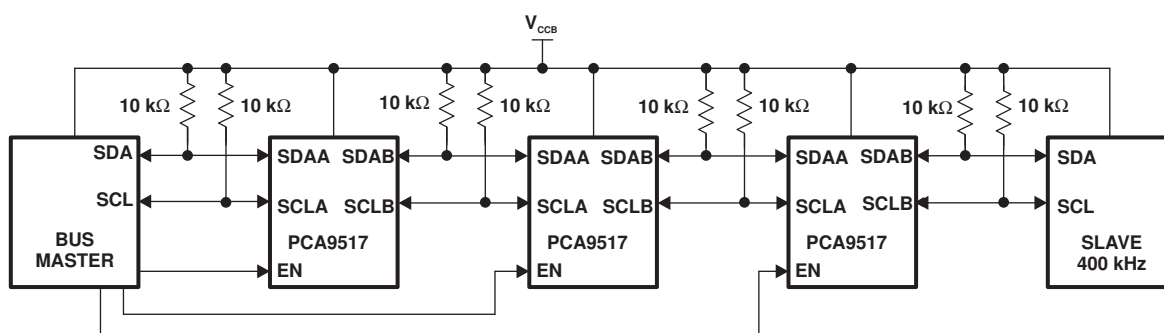 VCCB
10 kΩ 10 kΩ 10 kΩ 10 kΩ 10 kΩ 10 kΩ 10 kΩ 10 kΩ
SDA SDAA SDAB SDAA SDAB SDAA SDAB SDA
SCL SCLA SCLB SCLA SCLB SCLA SCLB SCL
BUS MASTER
PCA9517 PCA9517 PCA9517
SLAVE 400 kHz
EN EN EN